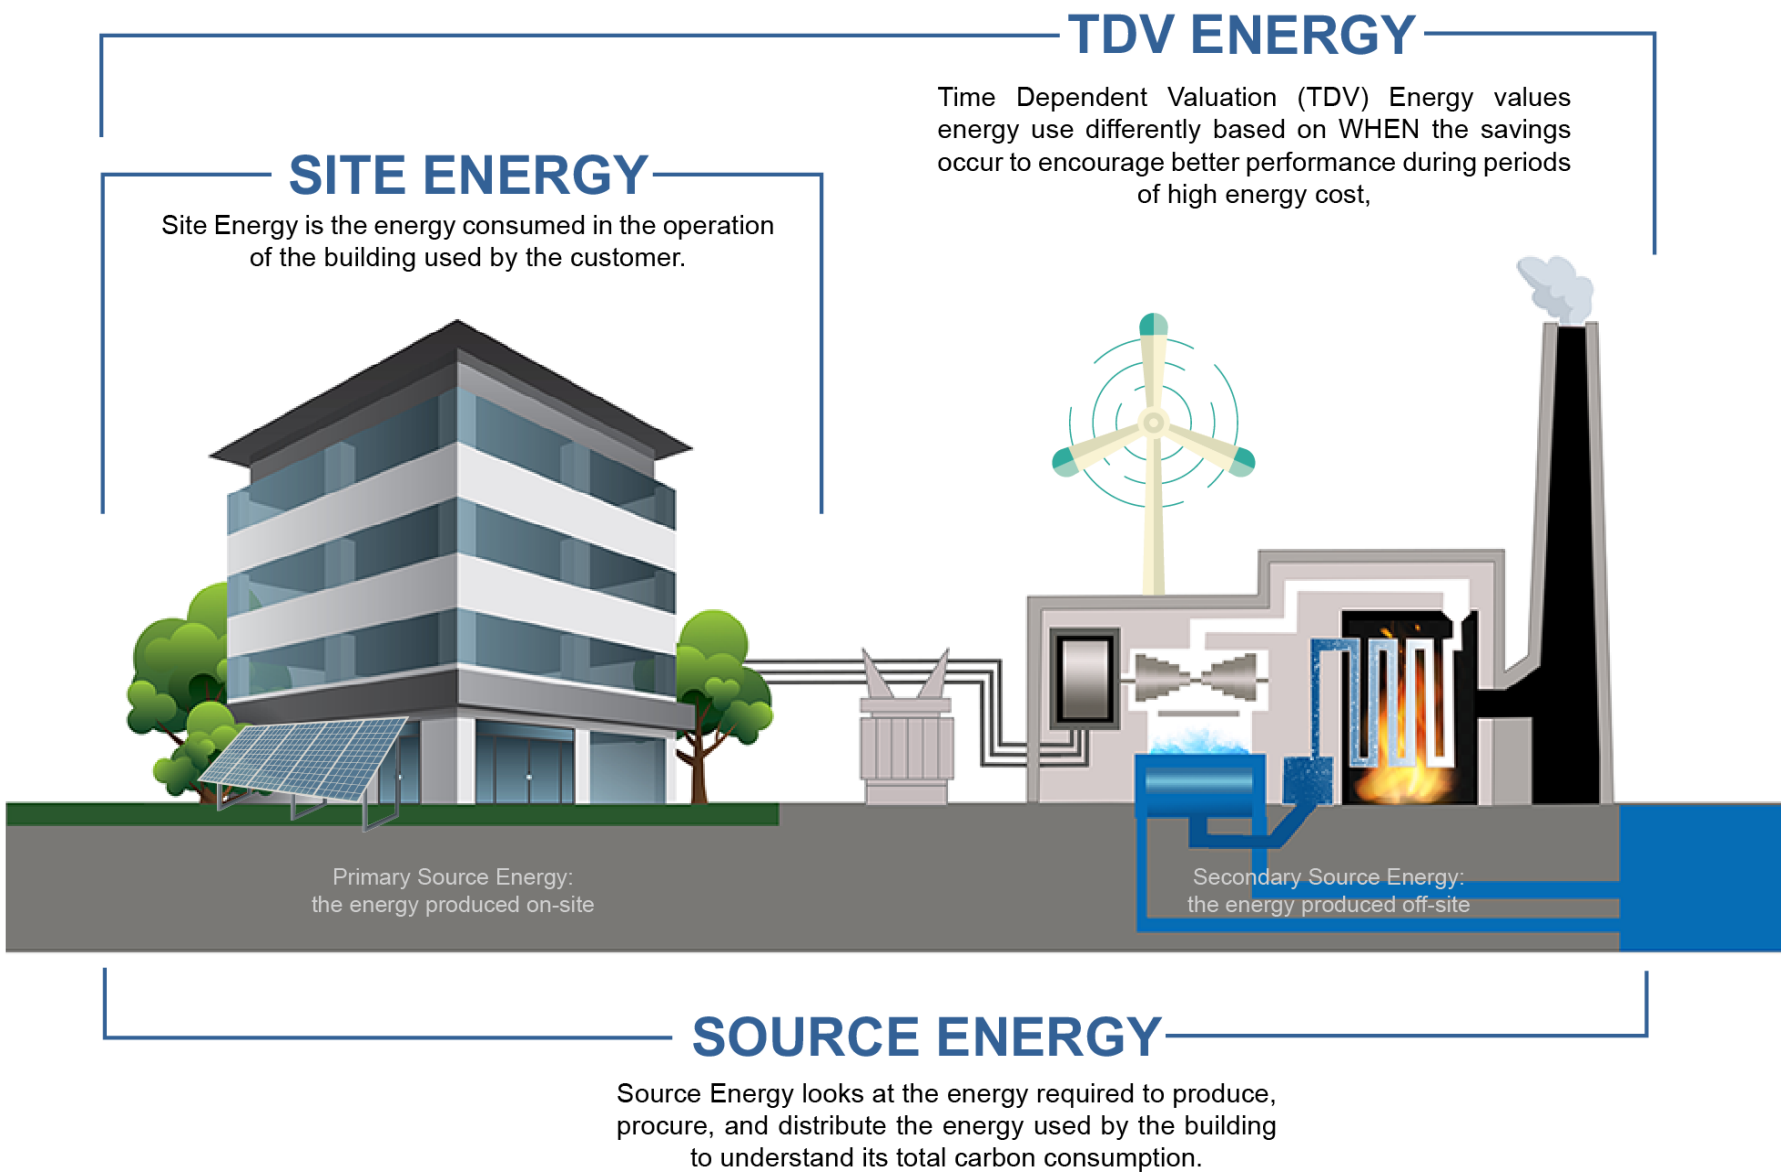 TDV ENERGY
Time Dependent Valuation (TDV) Energy values
energy use differently based on WHEN the savings
occur to encourage better performance during periods
of high energy cost,
SITE ENERGY
Site Energy is the energy consumed in the operation
of the building used by the customer.
Primary Source Energy:
the energy produced on-site
Secondary Source Energy:
the energy produced off-site
SOURCE ENERGY
Source Energy looks at the energy required to produce,
procure, and distribute the energy used by the building
to understand its total carbon consumption.